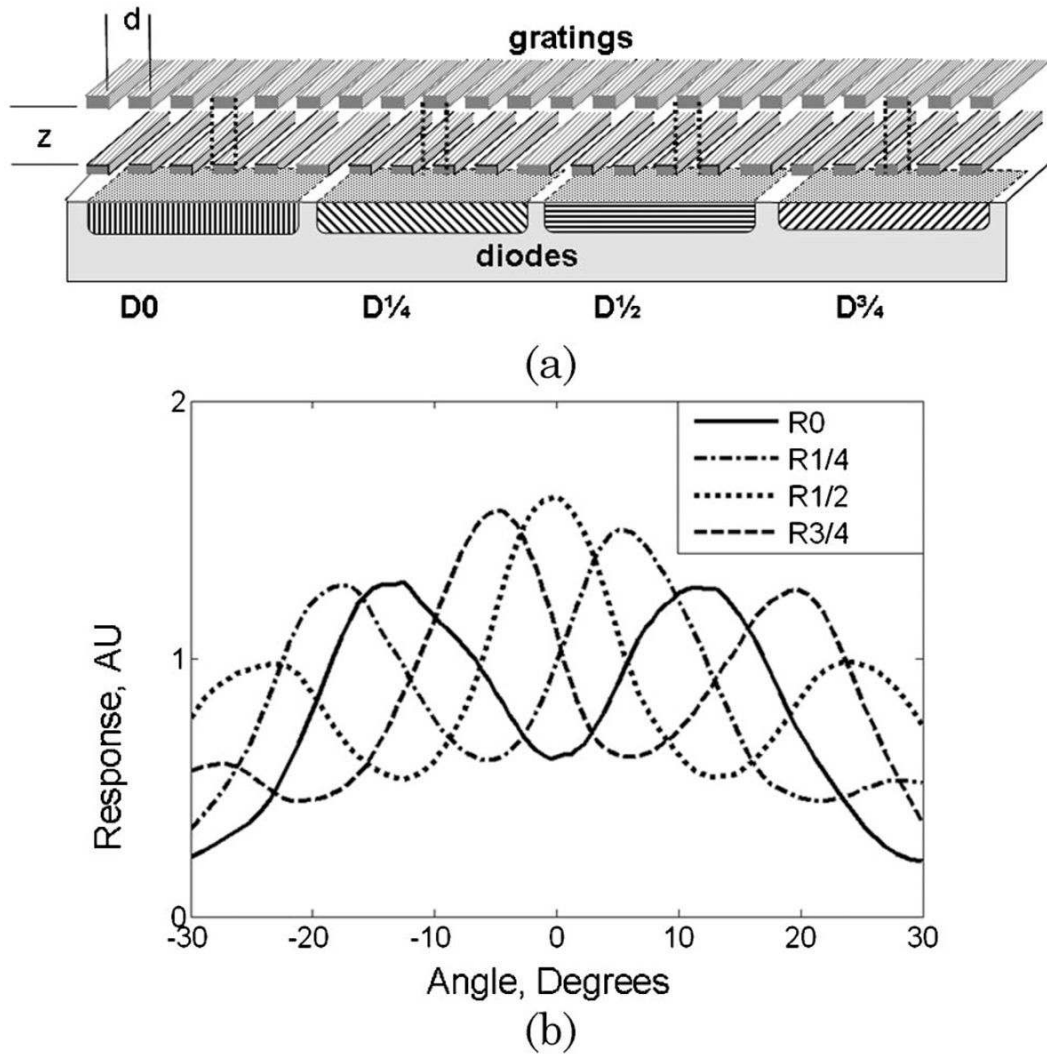 d
gratings
z
diodes
D0 D¼ D½ D¾
(a)
2
R0
R1/4
R1/2
R3/4
1
Response, AU
0
-30 -20 -10 0 10 20 30
Angle, Degrees
(b)